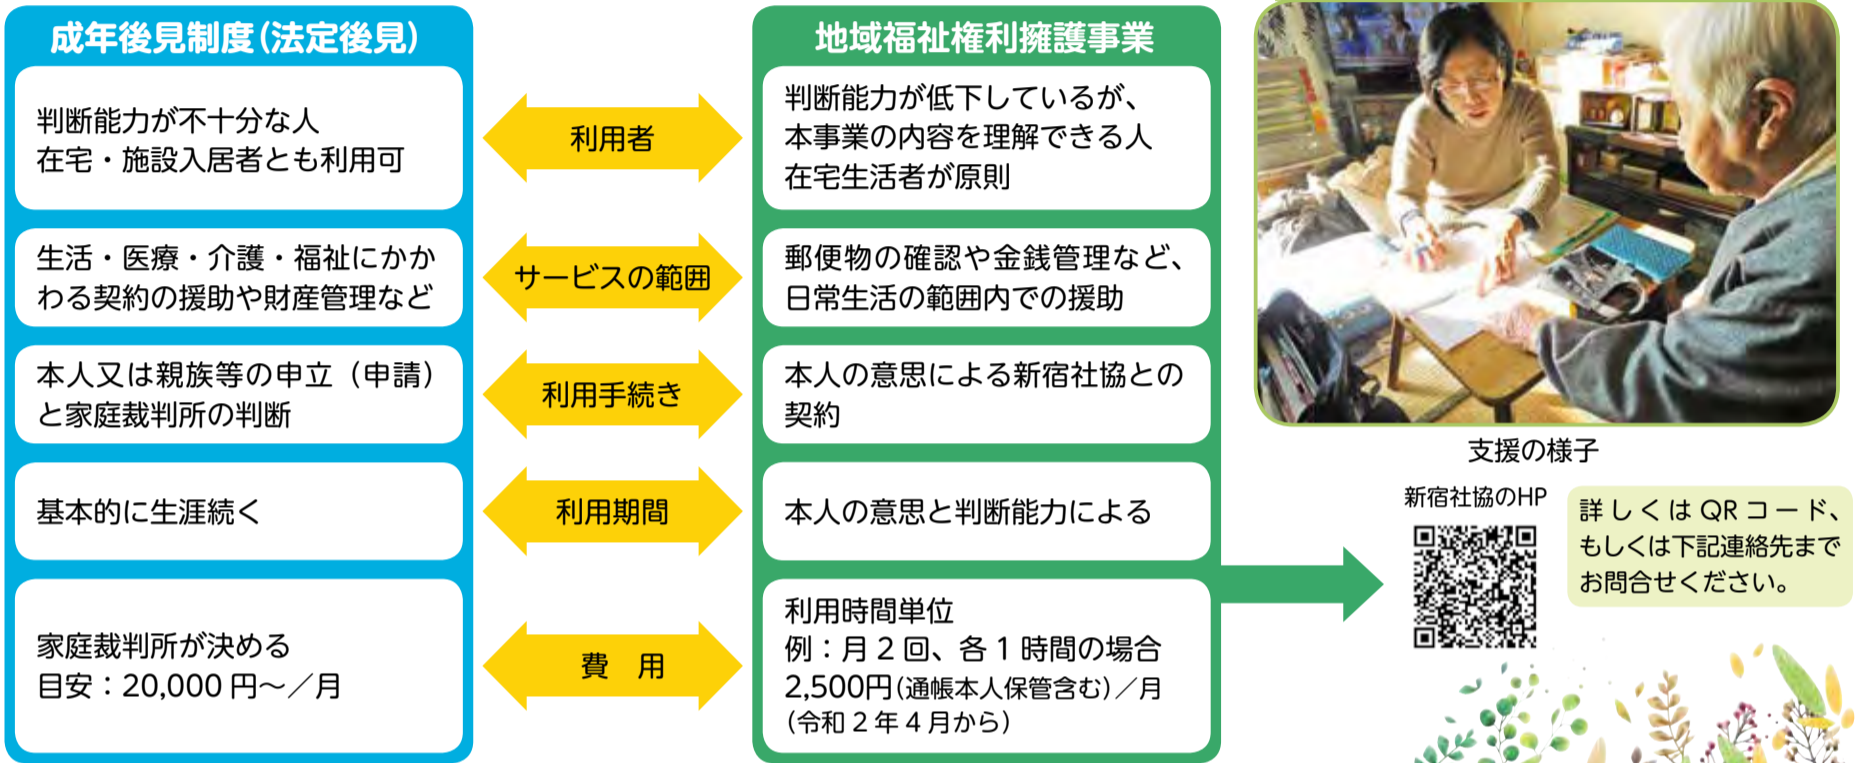 成年後見制度（法定後見）
判断能力が不十分な人
在宅・施設入居者とも利用可
生活・医療・介護・福祉にかか
わる契約の援助や財産管理など
本人又は親族等の申立（申請）
と家庭裁判所の判断
基本的に生涯続く
家庭裁判所が決める
目安：20,000円～／月
利用者
サービスの範囲
利用手続き
利用期間
費　用
地域福祉権利擁護事業
判断能力が低下しているが、
本事業の内容を理解できる人
在宅生活者が原則
郵便物の確認や金銭管理など、
日常生活の範囲内での援助
本人の意思による新宿社協との
契約
本人の意思と判断能力による
利用時間単位
例：月２回、各１時間の場合
2,500円（通帳本人保管含む）／月
（令和２年４月から）
支援の様子
新宿社協のHP
詳しくはQRコード、
もしくは下記連絡先まで
お問合せください。